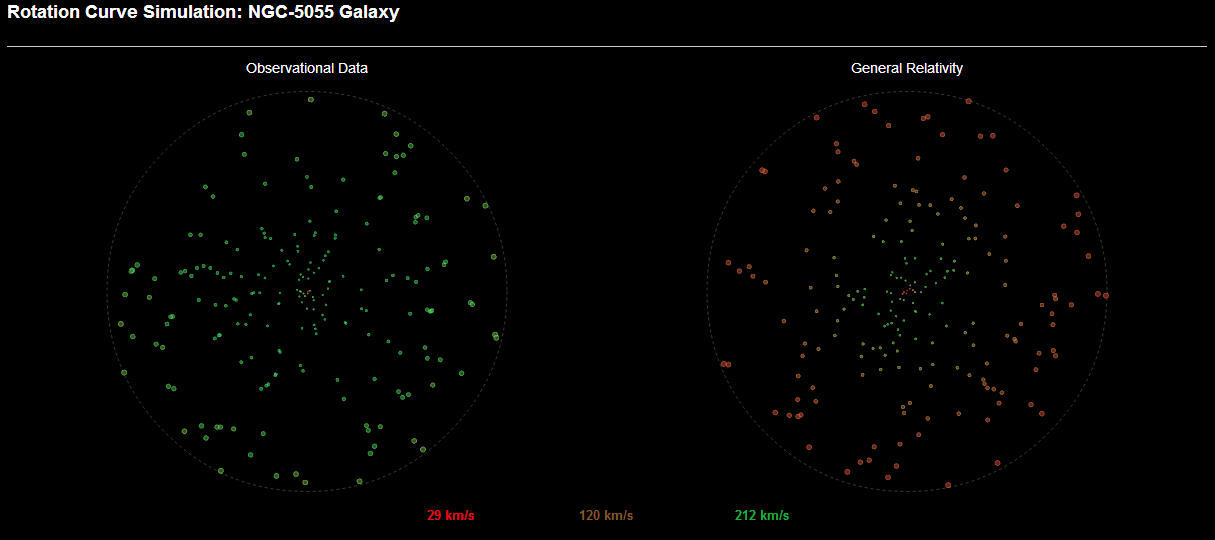 Rotation Curve Simulation: NGC-5055 Galaxy
Observational Data
General Relativity
29 km/s
120 km/s
212 km/s